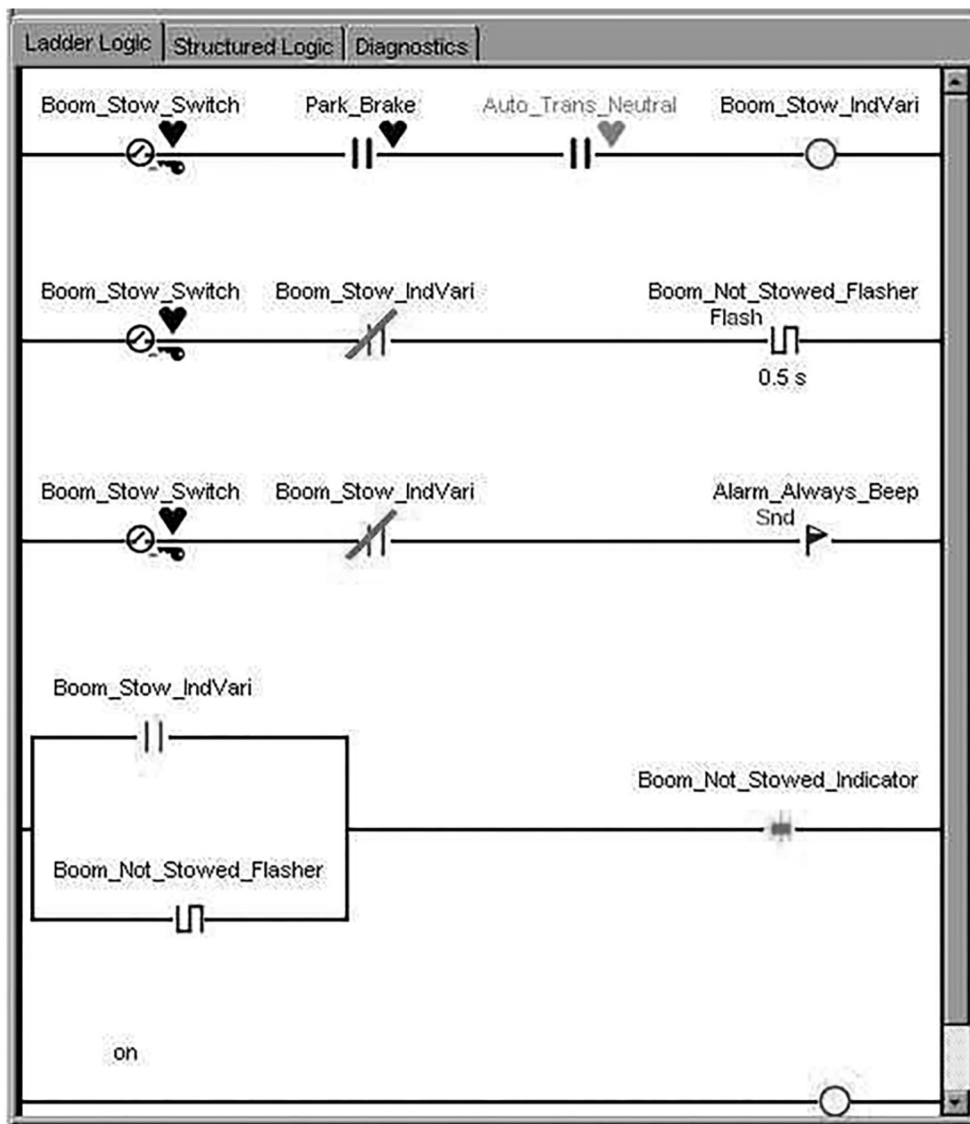 Ladder Logic Structured Logic Diagnostics
Boom_Stow_Switch Park_Brake Auto_Trans_Neutral Boom_Stow_IndVari
Boom_Stow_Switch Boom_Stow_IndVari Boom_Not_Stowed_Flasher
Flash
0.5 s
Boom_Stow_Switch Boom_Stow_IndVari Alarm_Always_Beep
Snd
Boom_Stow_IndVari
Boom_Not_Stowed_Indicator
Boom_Not_Stowed_Flasher
on